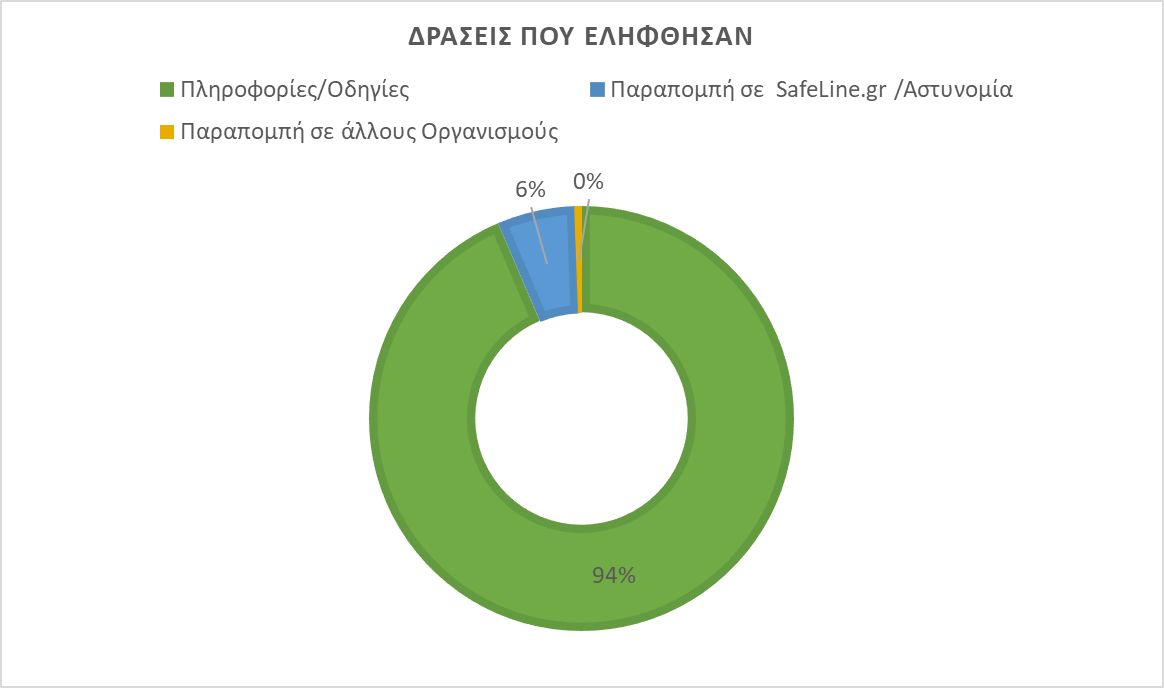 ΔΡΑΣΕΙΣ ΠΟΥ ΕΛΗΦΘΗΣΑΝ
Πληροφορίες/Οδηγίες
Παραπομπή σε SafeLine.gr /Αστυνομία
Παραπομπή σε άλλους Οργανισμούς
6%
0%
94%